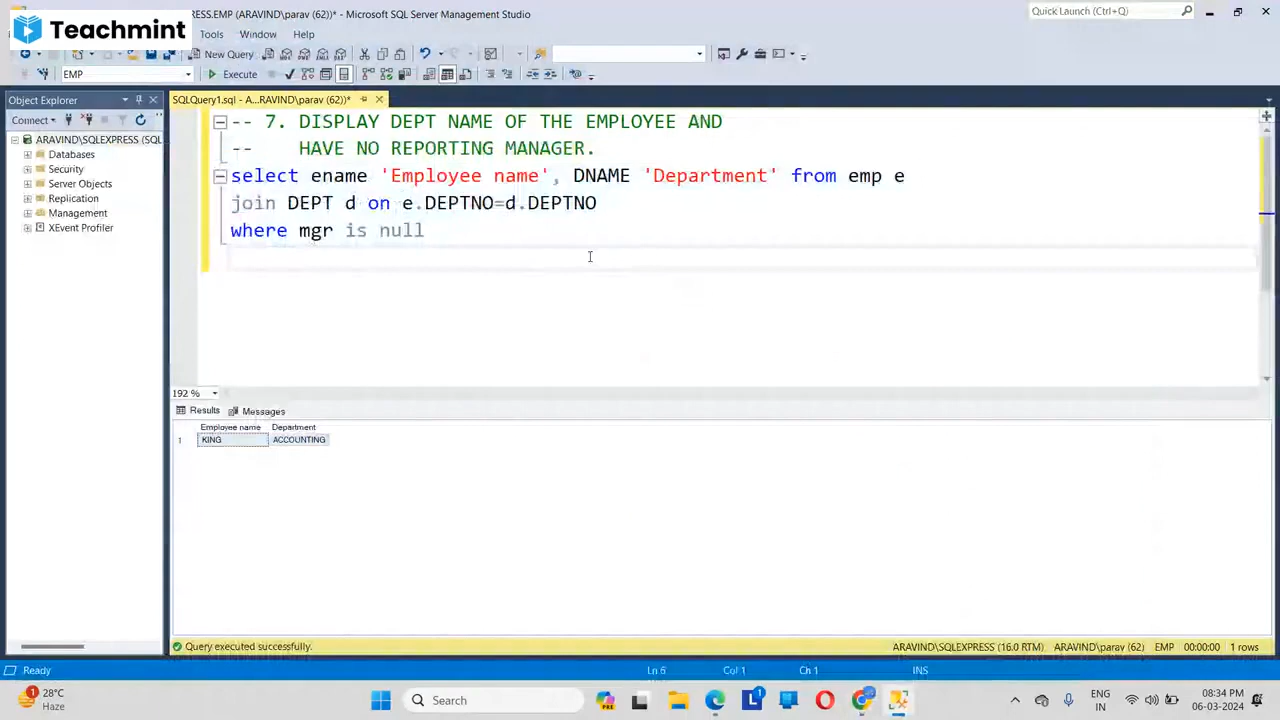 RESS.EMP (ARAVIND\parav (62))* - Microsoft SQL Server Management Studio
Quick Launch (Ctrl+Q)
Teachmint
Tools Window Help
New Query
EMP
Execute
Object Explorer
SQLQuery1.sql - A...RAVIND\parav (62))*
Connect
ARAVIND\SQLEXPRESS (SQL
Databases
Security
Server Objects
Replication
Management
XEvent Profiler
-- 7. DISPLAY DEPT NAME OF THE EMPLOYEE AND
-- HAVE NO REPORTING MANAGER.
select ename 'Employee name', DNAME 'Department' from emp e
join DEPT d on e.DEPTNO=d.DEPTNO
where mgr is null
192 %
Results Messages
Employee name Department
1 KING ACCOUNTING
Query executed successfully.
ARAVIND\SQLEXPRESS (16.0 RTM) ARAVIND\parav (62) EMP 00:00:00 1 rows
Ready Ln 6 Col 1 Ch 1 INS
28°C
Haze
Search
ENG
IN
08:34 PM
06-03-2024